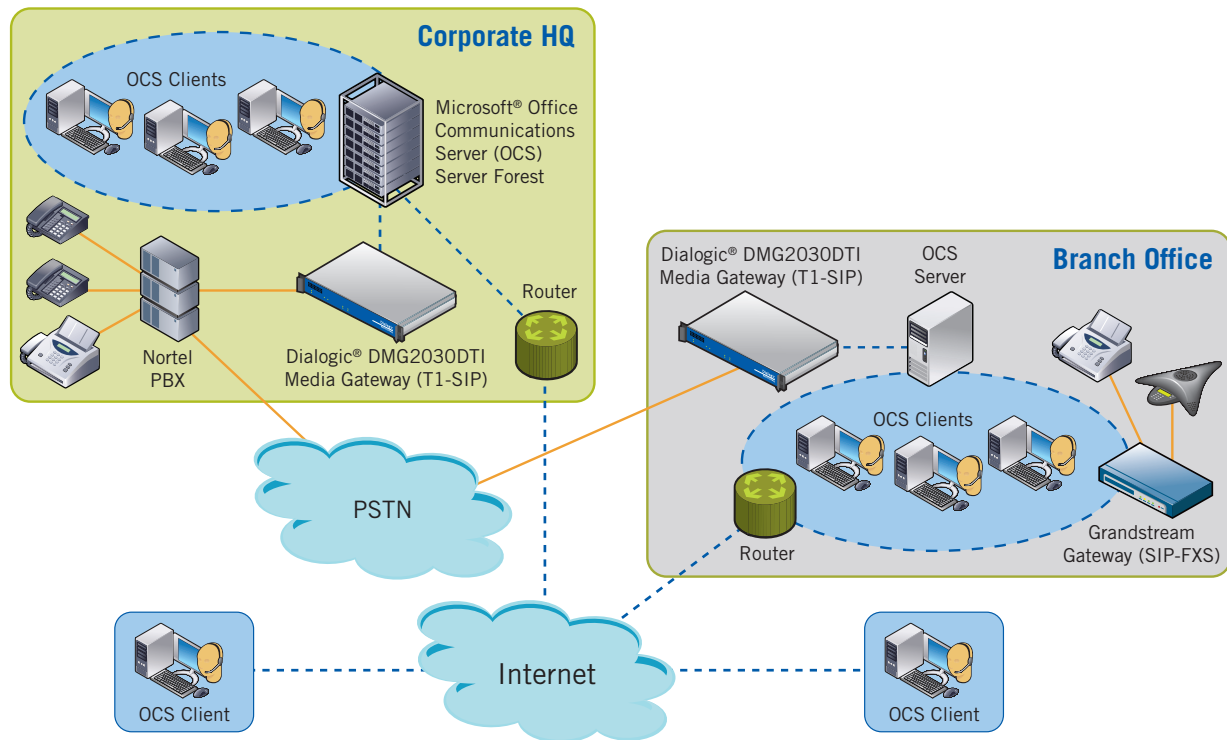 Corporate HQ
OCS Clients
Microsoft® Office
Communications
Server (OCS)
Server Forest
Router
Nortel
PBX
Dialogic® DMG2030DTI
Media Gateway (T1-SIP)
Dialogic® DMG2030DTI
Media Gateway (T1-SIP)
OCS
Server
Branch Office
OCS Clients
Router
Grandstream
Gateway (SIP-FXS)
PSTN
Internet
OCS Client
OCS Client